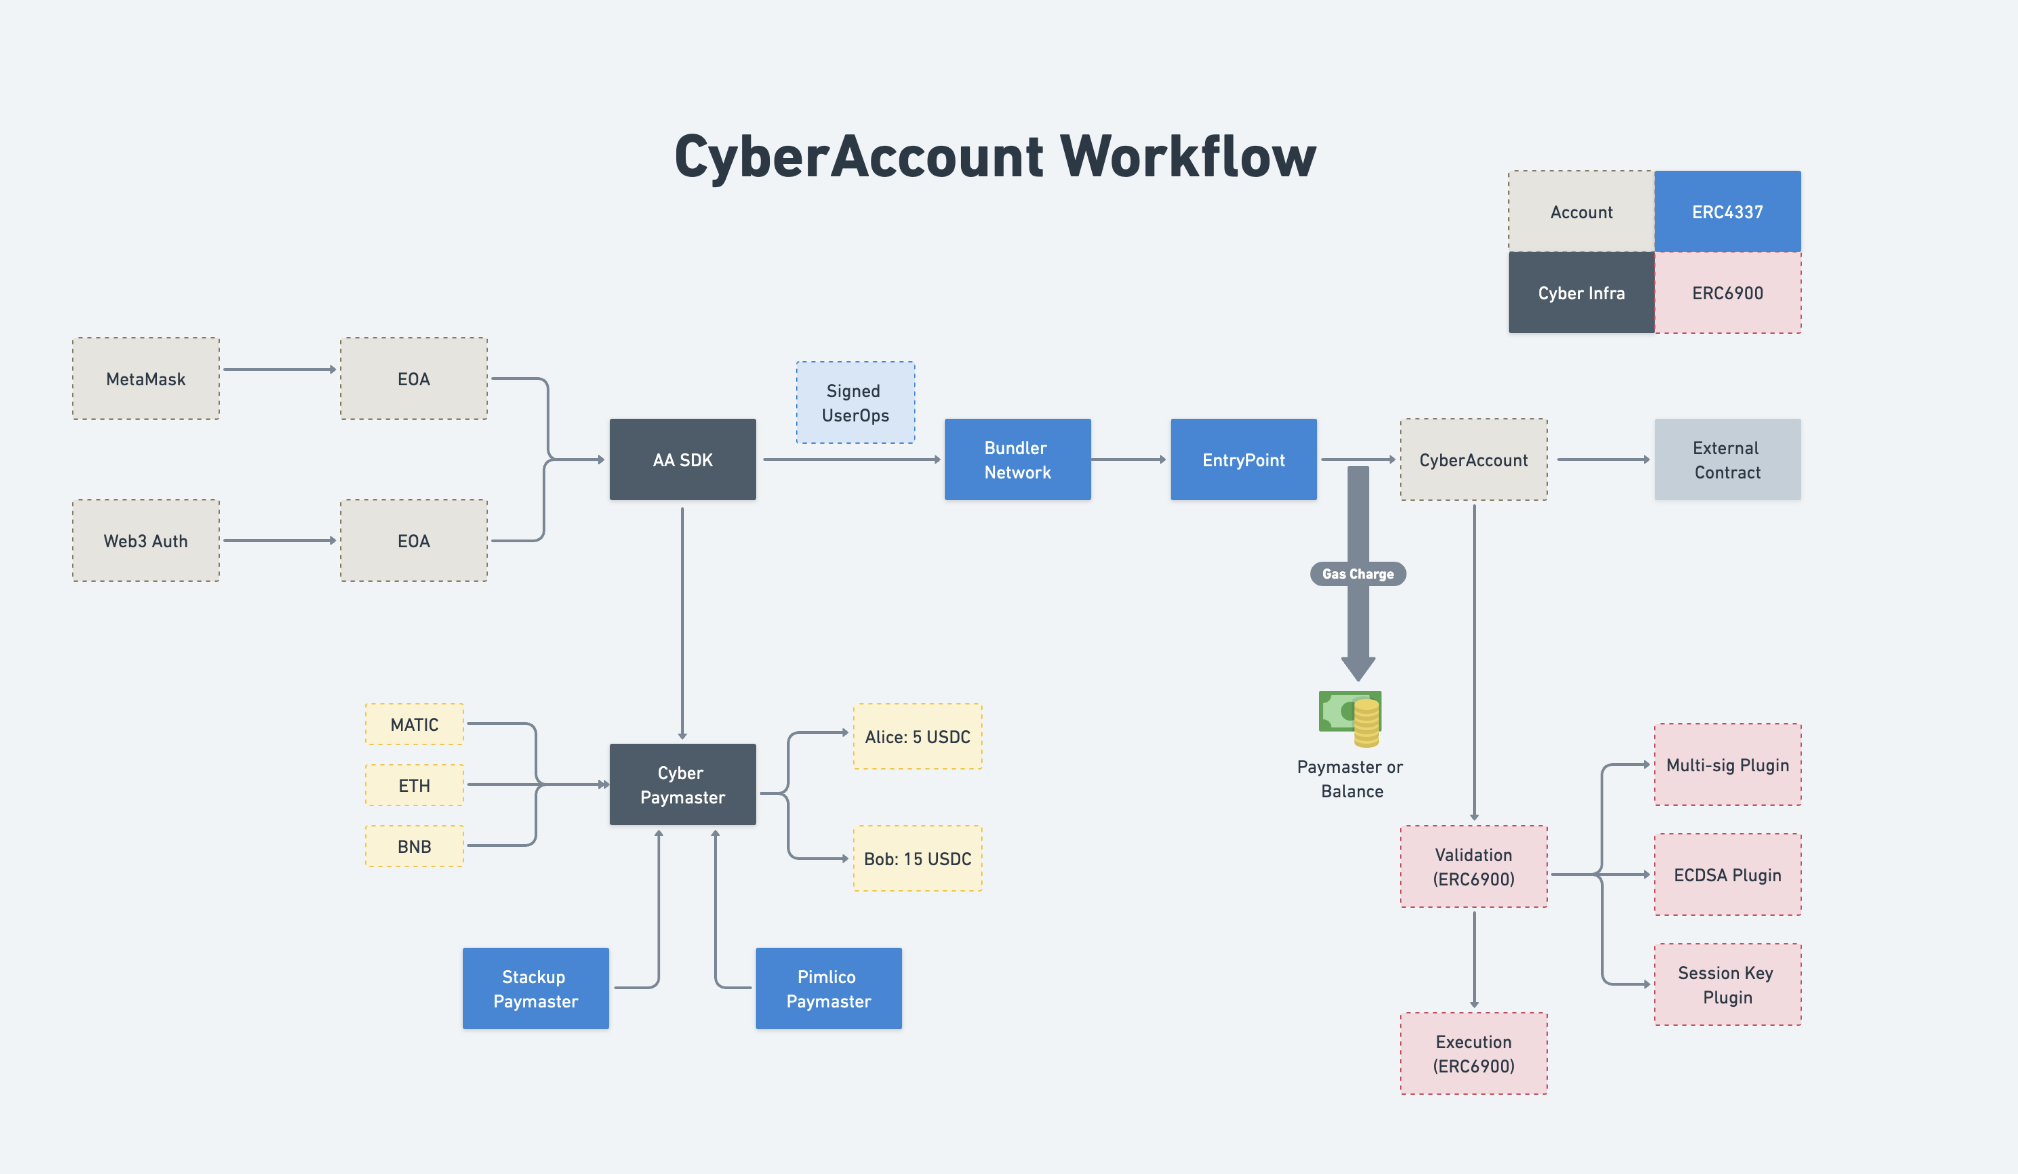 CyberAccount Workflow
Account
ERC4337
Cyber Infra
ERC6900
MetaMask
EOA
Web3 Auth
EOA
AA SDK
Signed
UserOps
Bundler
Network
EntryPoint
CyberAccount
External
Contract
Gas Charge
Paymaster or
Balance
MATIC
ETH
BNB
Cyber
Paymaster
Alice: 5 USDC
Bob: 15 USDC
Stackup
Paymaster
Pimlico
Paymaster
Validation
(ERC6900)
Execution
(ERC6900)
Multi-sig Plugin
ECDSA Plugin
Session Key
Plugin